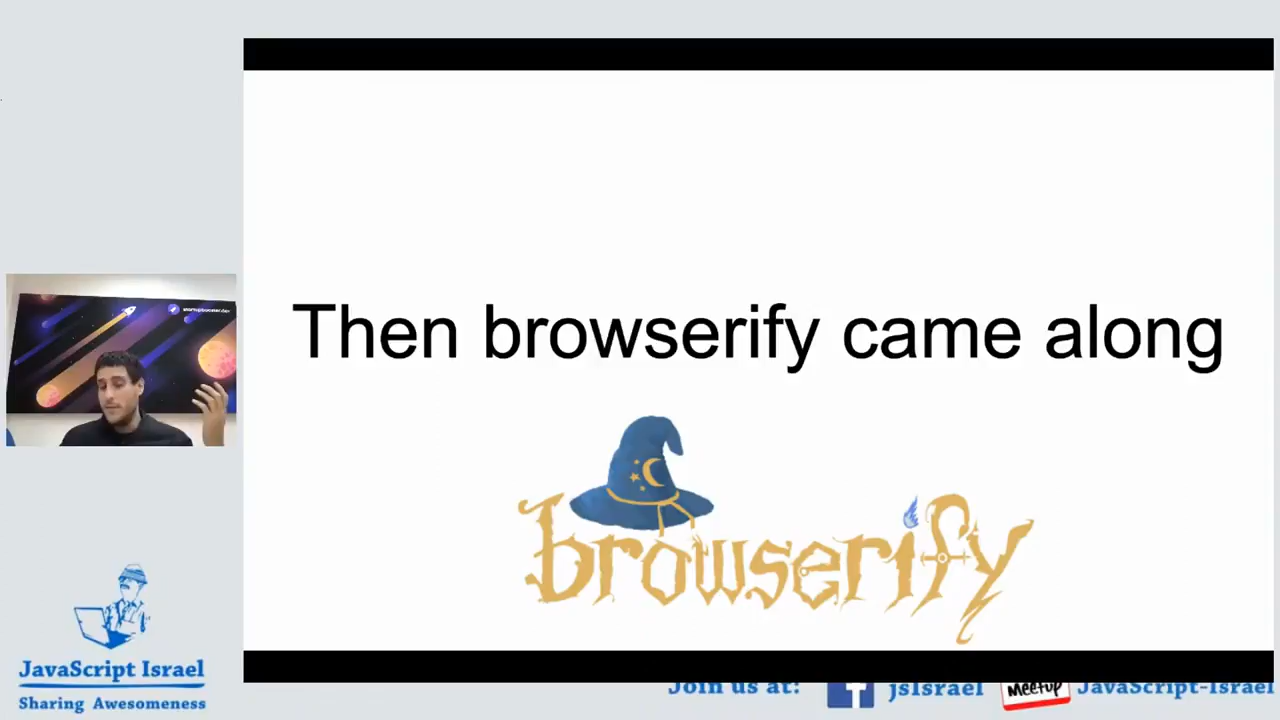 Then browserify came along
browserify
JavaScript Israel
Sharing Awesomeness
Join us at:
jsIsrael
Meetup
JavaScript-Israel